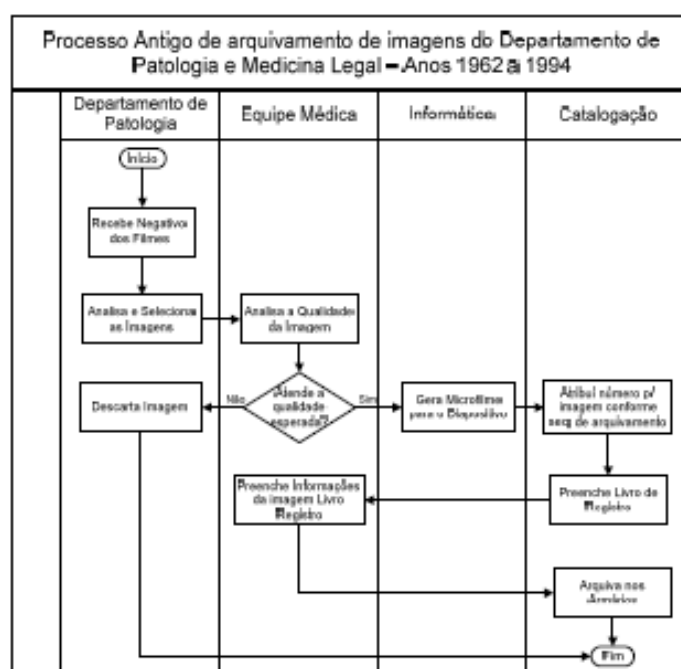 Processo Antigo de arquivamento de imagens do Departamento de
Patologia e Medicina Legal – Anos 1962 a 1994
Departamento de
Patologia
Equipe Médica
Informática
Catalogação
Início
Recebe Negativo
dos Filmes
Analisa e Seleciona
as Imagens
Analisa a Qualidade
da Imagem
Descarta Imagem
Não
Atende a
qualidade
esperada?
Sim
Gera Microfilme
para o Diapositivo
Atibui número p/
imagem conforme
seq de arquivamento
Preenche Informações
da imagem Livro
Registro
Preenche Livro de
Registro
Arquiva nos
Armários
Fim